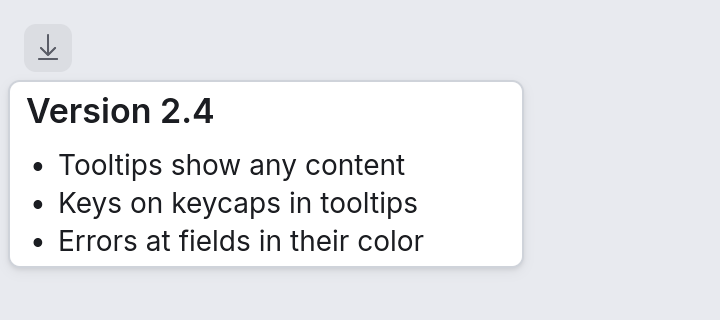 Version 2.4
• Tooltips show any content
• Keys on keycaps in tooltips
• Errors at fields in their color